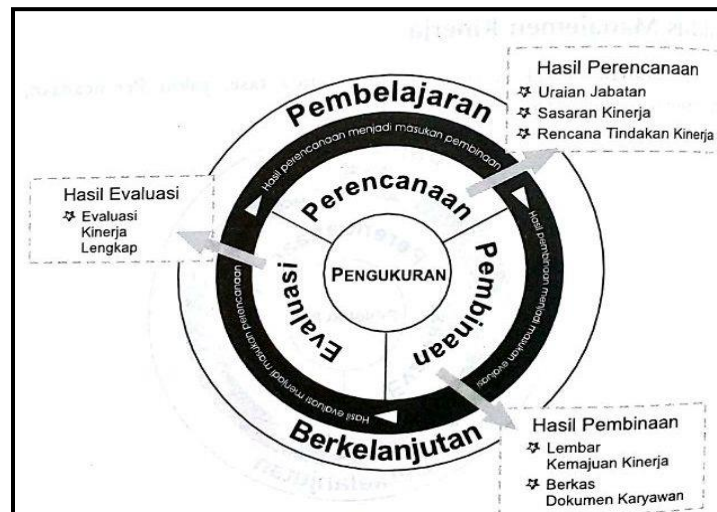 Hasil Perencanaan
Uraian Jabatan
Sasaran Kinerja
Rencana Tindakan Kinerja
Pembelajaran
Hasil perencanaan menjadi masukan pembinaan
Perencanaan
Hasil Evaluasi
Evaluasi
Kinerja
Lengkap
PENGUKURAN
Evaluasi
Pembinaan
Hasil pembinaan menjadi masukan evaluasi
Hasil evaluasi menjadi masukan perencanaan
Berkelanjutan
Hasil Pembinaan
Lembar
Kemajuan Kinerja
Berkas
Dokumen Karyawan